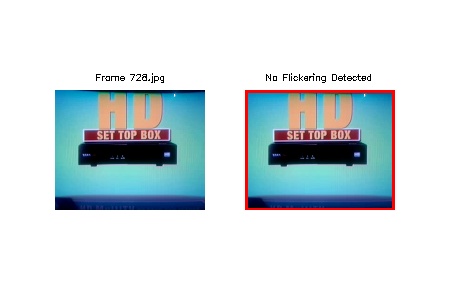 Frame 728.jpg
No Flickering Detected
HD
SET TOP BOX
HD
SET TOP BOX